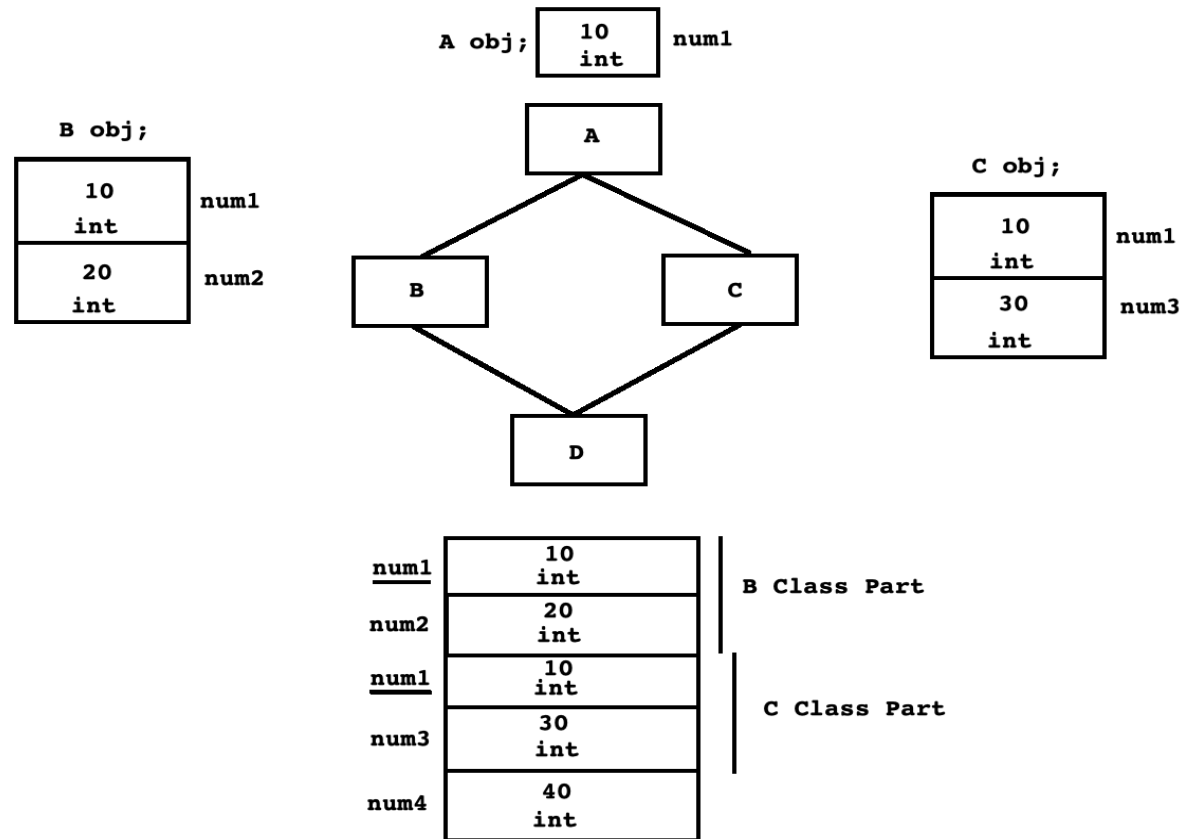 A obj;
10
int
num1
A
B obj;
10
int
num1
20
int
num2
C obj;
10
int
num1
30
int
num3
B
C
D
num1
10
int
num2
20
int
B Class Part
num1
10
int
num3
30
int
C Class Part
num4
40
int